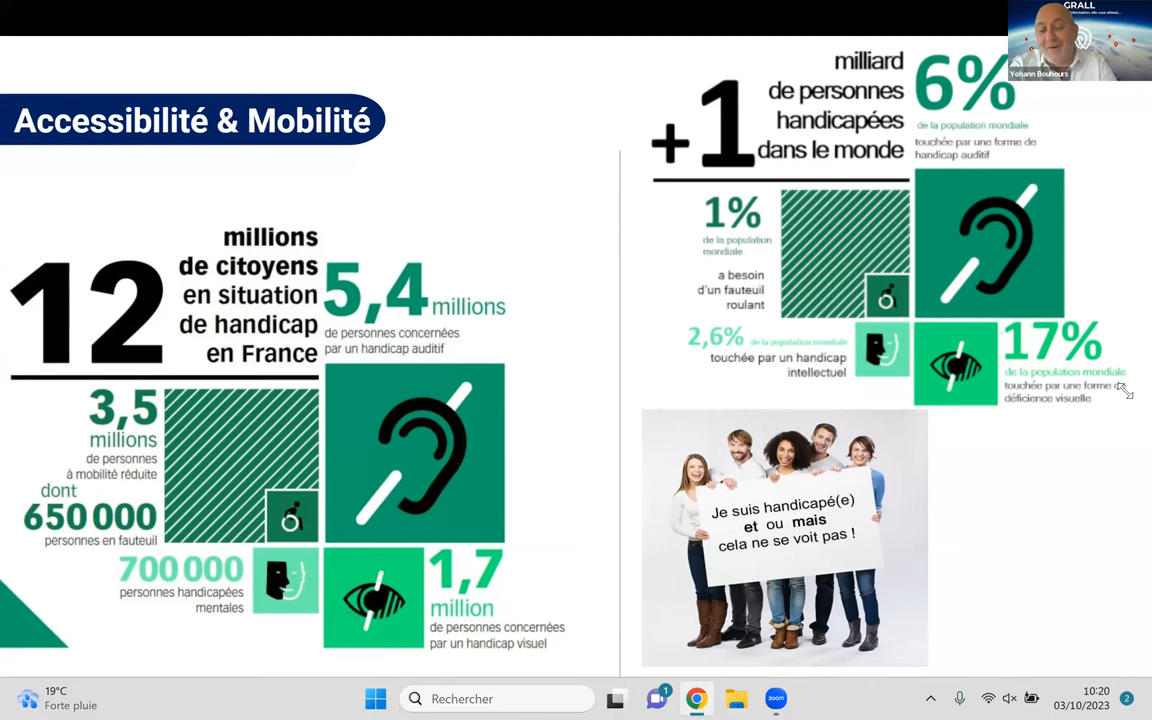 GRALL
Yohann Bouhours
Accessibilité & Mobilité
12
millions
de citoyens
en situation
de handicap
en France
5,4 millions
de personnes concernées
par un handicap auditif
3,5
millions
de personnes
à mobilité réduite
dont
650 000
personnes en fauteuil
700 000
personnes handicapées
mentales
1,7
million
de personnes concernées
par un handicap visuel
+1
milliard
de personnes
handicapées
dans le monde
6%
de la population mondiale
touchée par une forme de
handicap auditif
1%
de la population
mondiale
a besoin
d'un fauteuil
roulant
2,6% de la population mondiale
touchée par un handicap
intellectuel
17%
de la population mondiale
touchée par une forme
déficience visuelle
Je suis handicapé(e)
et ou mais
cela ne se voit pas !
19°C
Forte pluie
Rechercher
1
zoom
10:20
03/10/2023
2